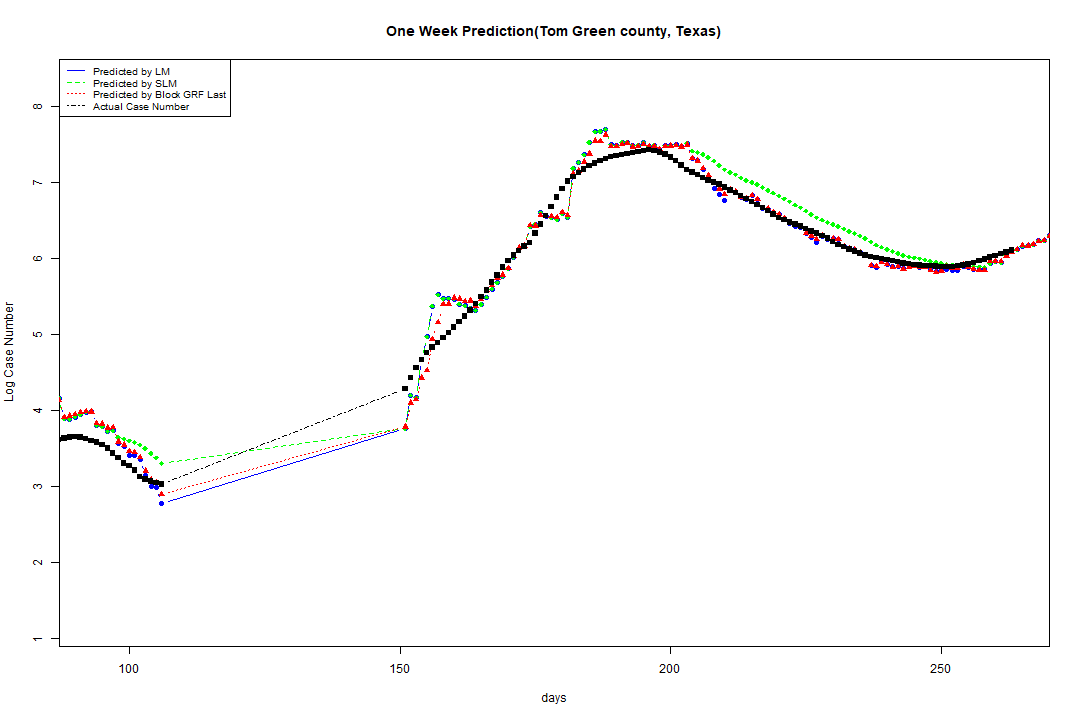 One Week Prediction(Tom Green county, Texas)
Predicted by LM
Predicted by SLM
Predicted by Block GRF Last
Actual Case Number
8
7
6
5
4
3
2
1
Log Case Number
100 150 200 250
days